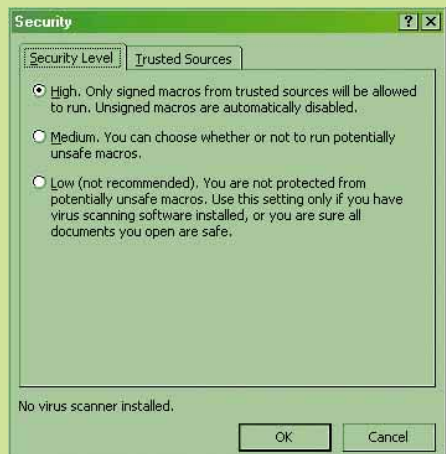 Security
Security Level
Trusted Sources
High. Only signed macros from trusted sources will be allowed
to run. Unsigned macros are automatically disabled.
Medium. You can choose whether or not to run potentially
unsafe macros.
Low (not recommended). You are not protected from
potentially unsafe macros. Use this setting only if you have
virus scanning software installed, or you are sure all
documents you open are safe.
No virus scanner installed.
OK
Cancel